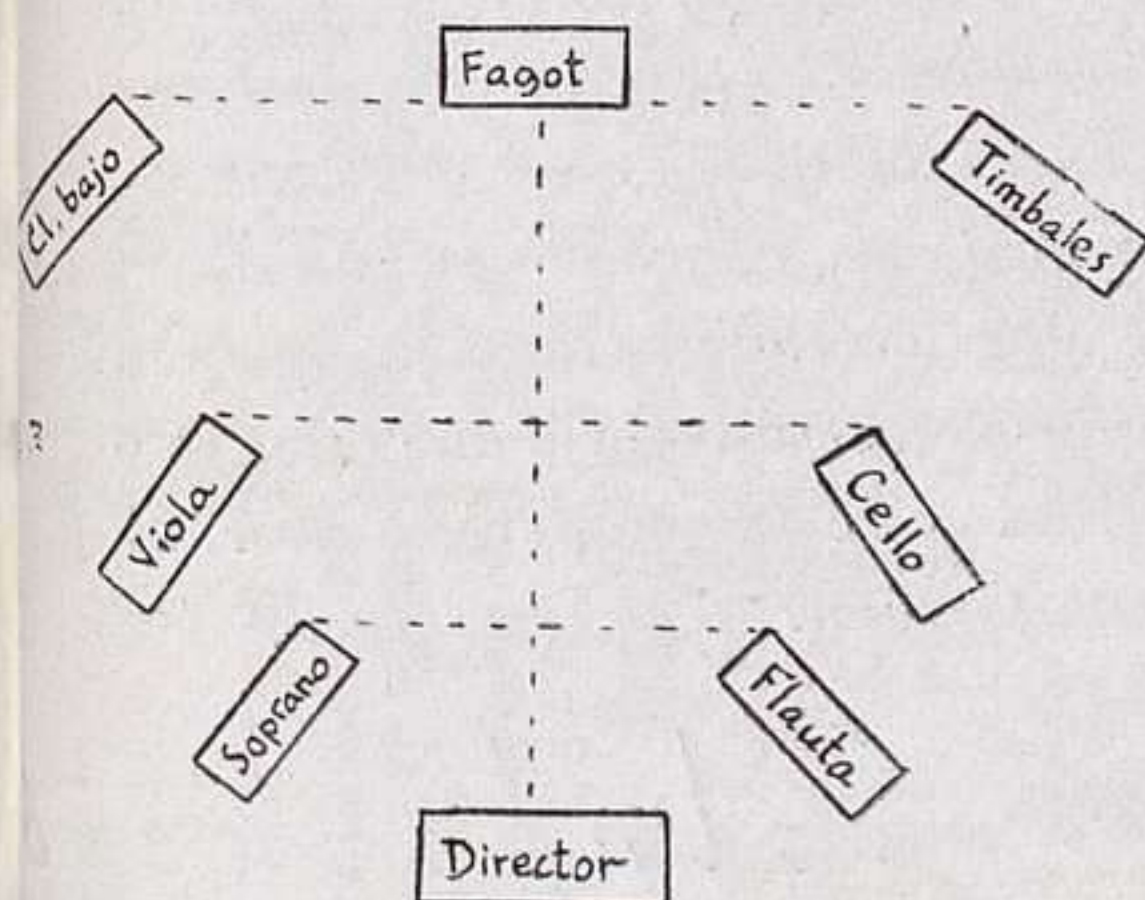 Fagot
Cl. bajo
Timbales
Viola
Cello
Soprano
Flauta
Director